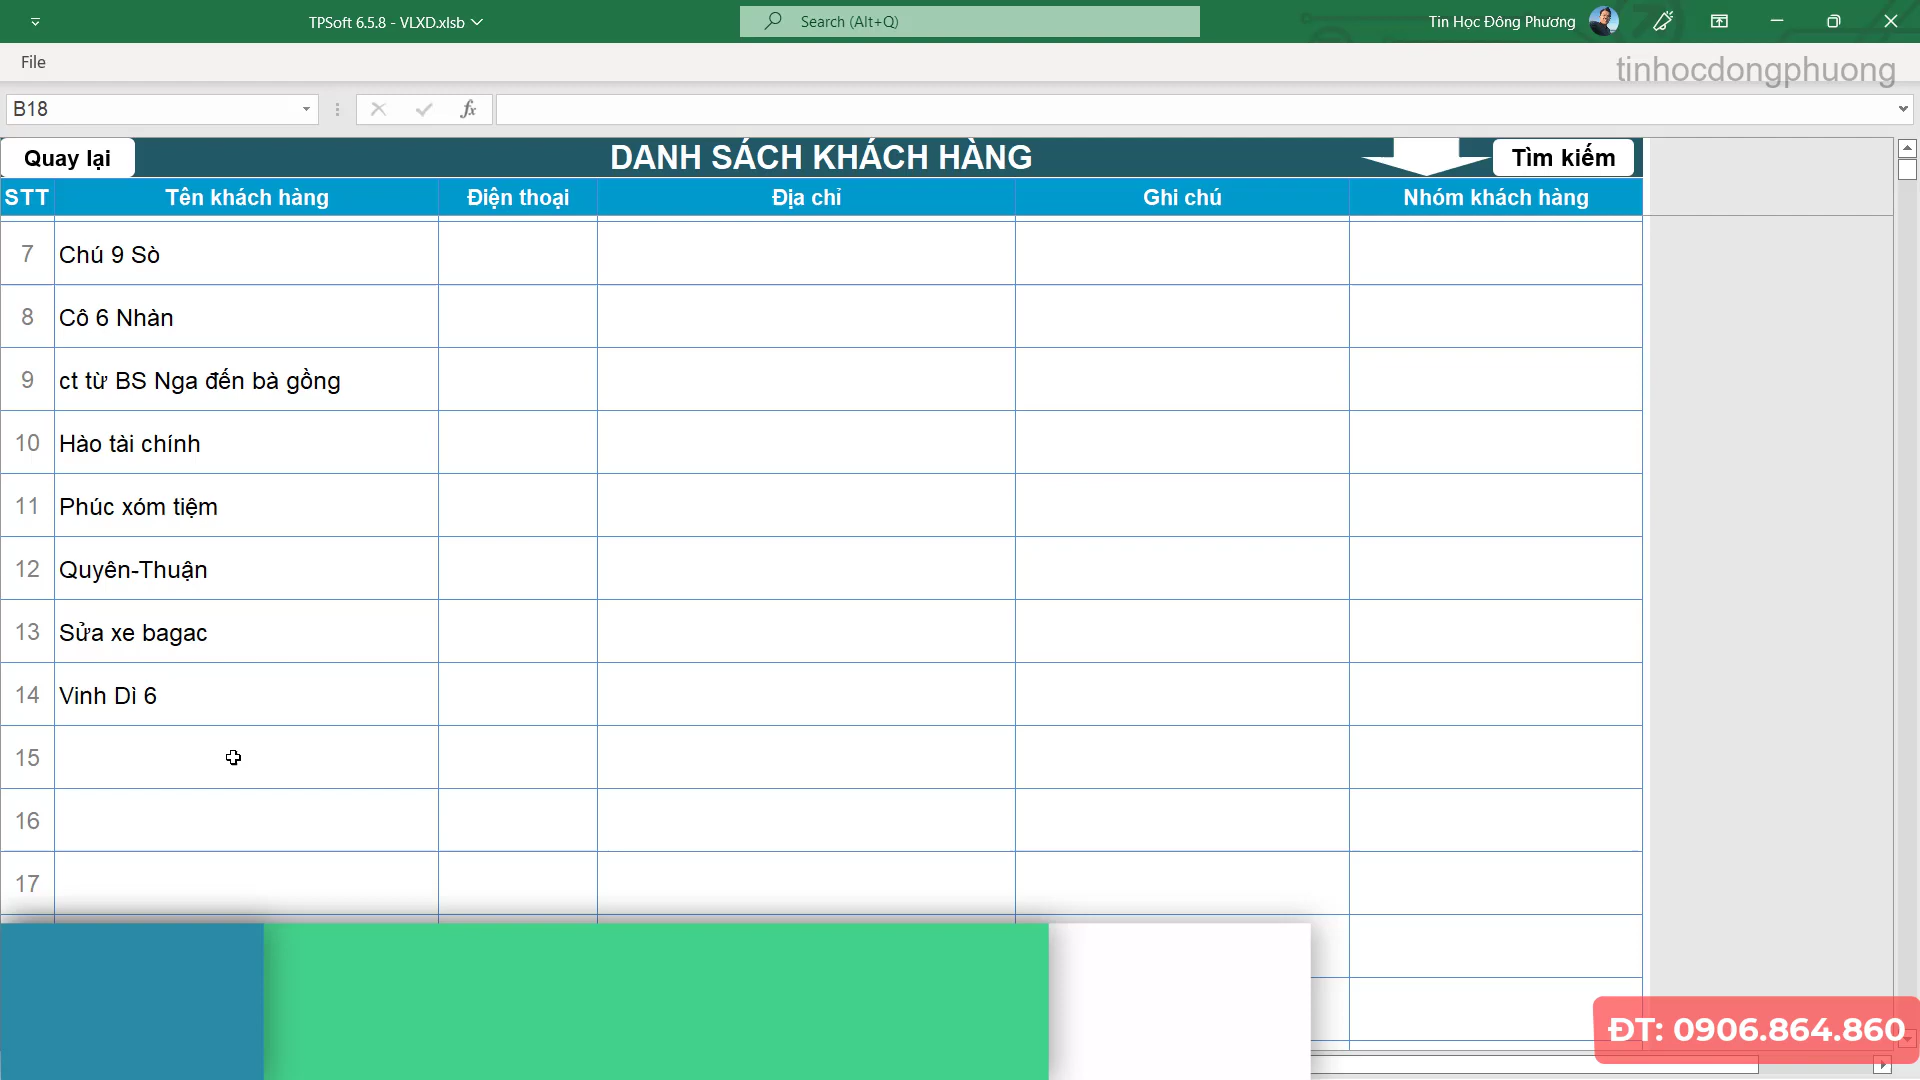 TPSoft 6.5.8 - VLXD.xlsb
Search (Alt+Q)
Tin Học Đông Phương
File
tinhocdongphuong
B18
fx
Quay lại
DANH SÁCH KHÁCH HÀNG
Tìm kiếm
STT Tên khách hàng Điện thoại Địa chỉ Ghi chú Nhóm khách hàng
7 Chú 9 Sò
8 Cô 6 Nhàn
9 ct từ BS Nga đến bà gồng
10 Hào tài chính
11 Phúc xóm tiệm
12 Quyên-Thuận
13 Sửa xe bagac
14 Vinh Dì 6
15
16
17
ĐT: 0906.864.860